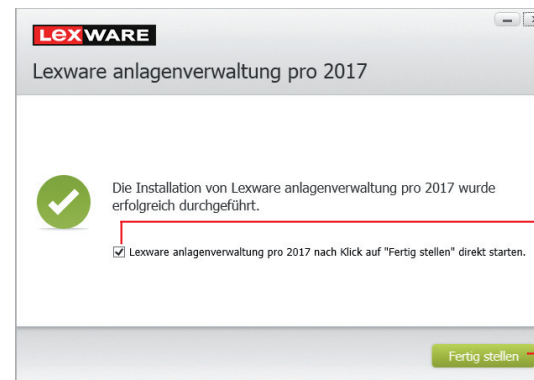 LEXWARE
Lexware anlagenverwaltung pro 2017
Die Installation von Lexware anlagenverwaltung pro 2017 wurde
erfolgreich durchgeführt.
Lexware anlagenverwaltung pro 2017 nach Klick auf "Fertig stellen" direkt starten.
Fertig stellen